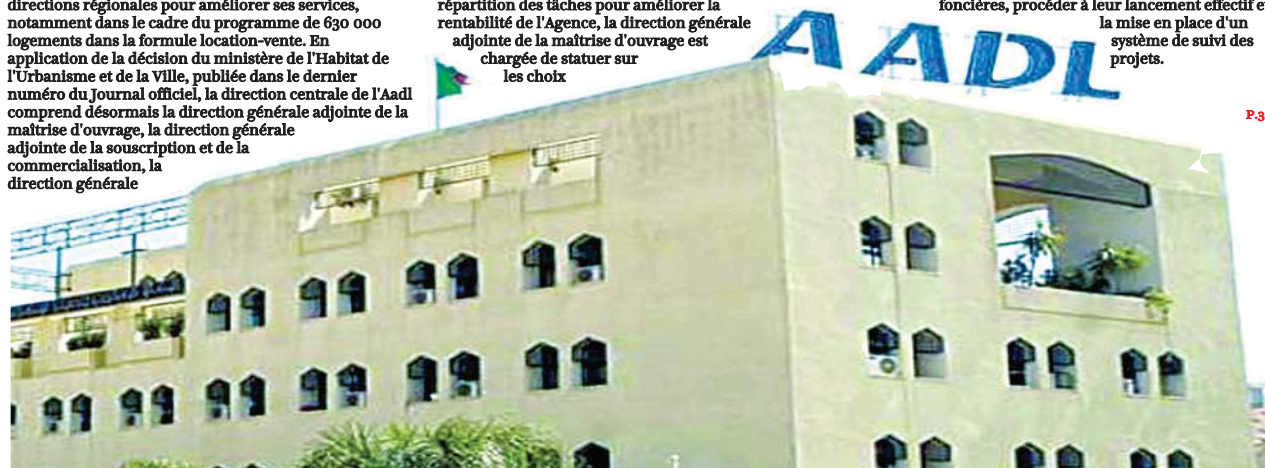 directions régionales pour améliorer ses services,
notamment dans le cadre du programme de 630 000
logements dans la formule location-vente. En
application de la décision du ministère de l'Habitat de
l'Urbanisme et de la Ville, publiée dans le dernier
numéro du Journal officiel, la direction centrale de l'Aadl
comprend désormais la direction générale adjointe de la
maîtrise d'ouvrage, la direction générale
adjointe de la souscription et de la
commercialisation, la
direction générale
répartition des tâches pour améliorer la
rentabilité de l'Agence, la direction générale
adjointe de la maîtrise d'ouvrage est
chargée de statuer sur
les choix
foncières, procéder à leur lancement effectif et
la mise en place d'un
système de suivi des
projets.
P.3
AADL